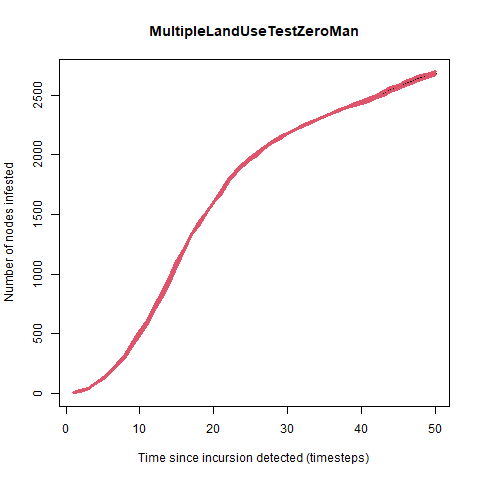 MultipleLandUseTestZeroMan
Number of nodes infested
2500
2000
1500
1000
500
0
0 10 20 30 40 50
Time since incursion detected (timesteps)